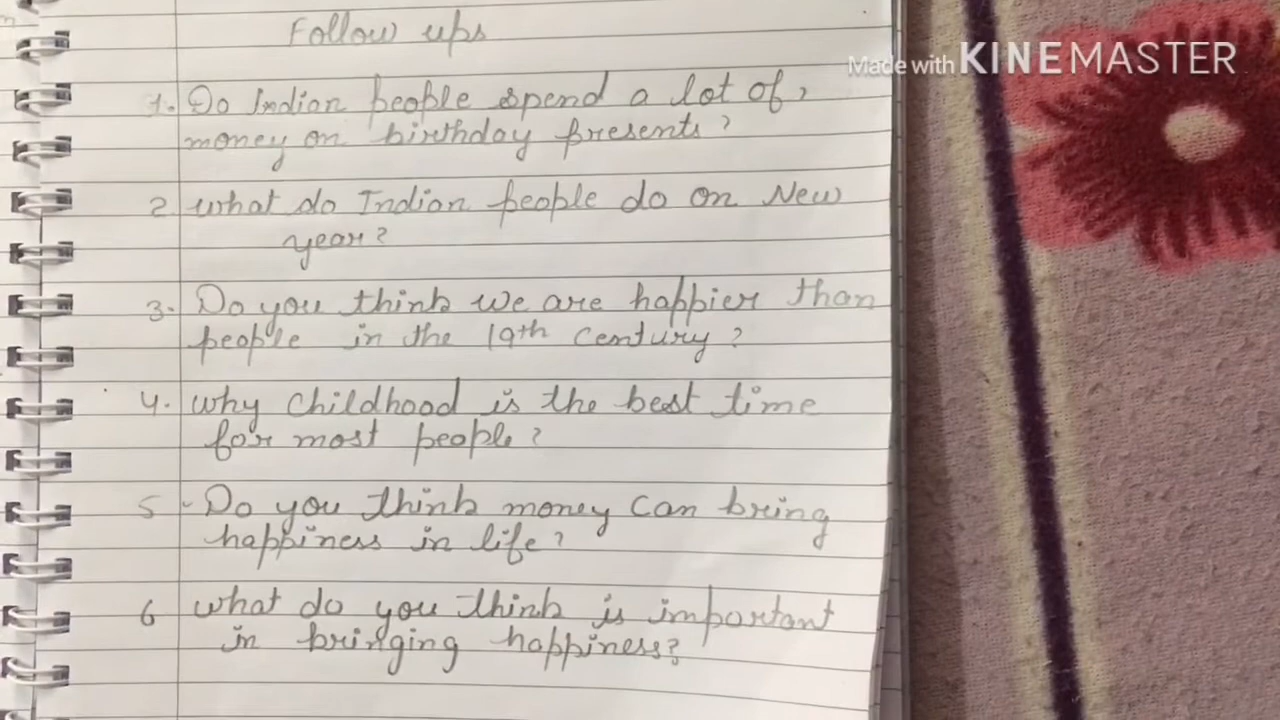 Follow ups
Made with KINEMASTER
1. Do Indian people spend a lot of
money on birthday presents?
2. what do Indian people do on New
year?
3. Do you think we are happier than
people in the 19th century?
4. why childhood is the best time
for most people?
5 - Do you think money can bring
happiness in life?
6 what do you think is important
in bringing happiness?